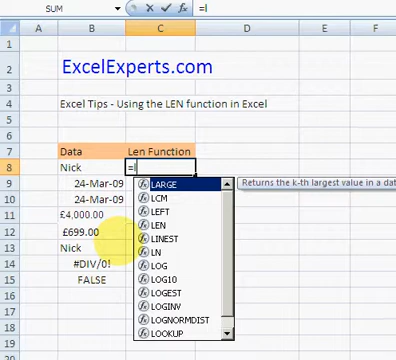 SUM =l
A B C D E F
1
2 ExcelExperts.com
3
4 Excel Tips - Using the LEN function in Excel
5
6
7 Data Len Function
8 Nick =l
LARGE Returns the k-th largest value in a data
9 24-Mar-09 LCM
10 24-Mar-09 LEFT
11 £4,000.00 LEN
12 £699.00 LINEST
13 Nick LN
14 #DIV/0! LOG
15 FALSE LOG10
16 LOGEST
17 LOGINV
18 LOGNORMDIST
19 LOOKUP